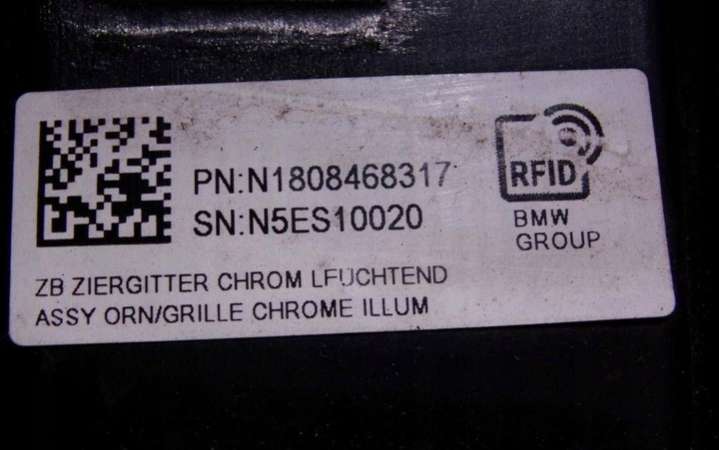 PN:N1808468317
SN:N5ES10020
RFID
BMW
GROUP
ZB ZIERGITTER CHROM LEUCHTEND
ASSY ORN/GRILLE CHROME ILLUM